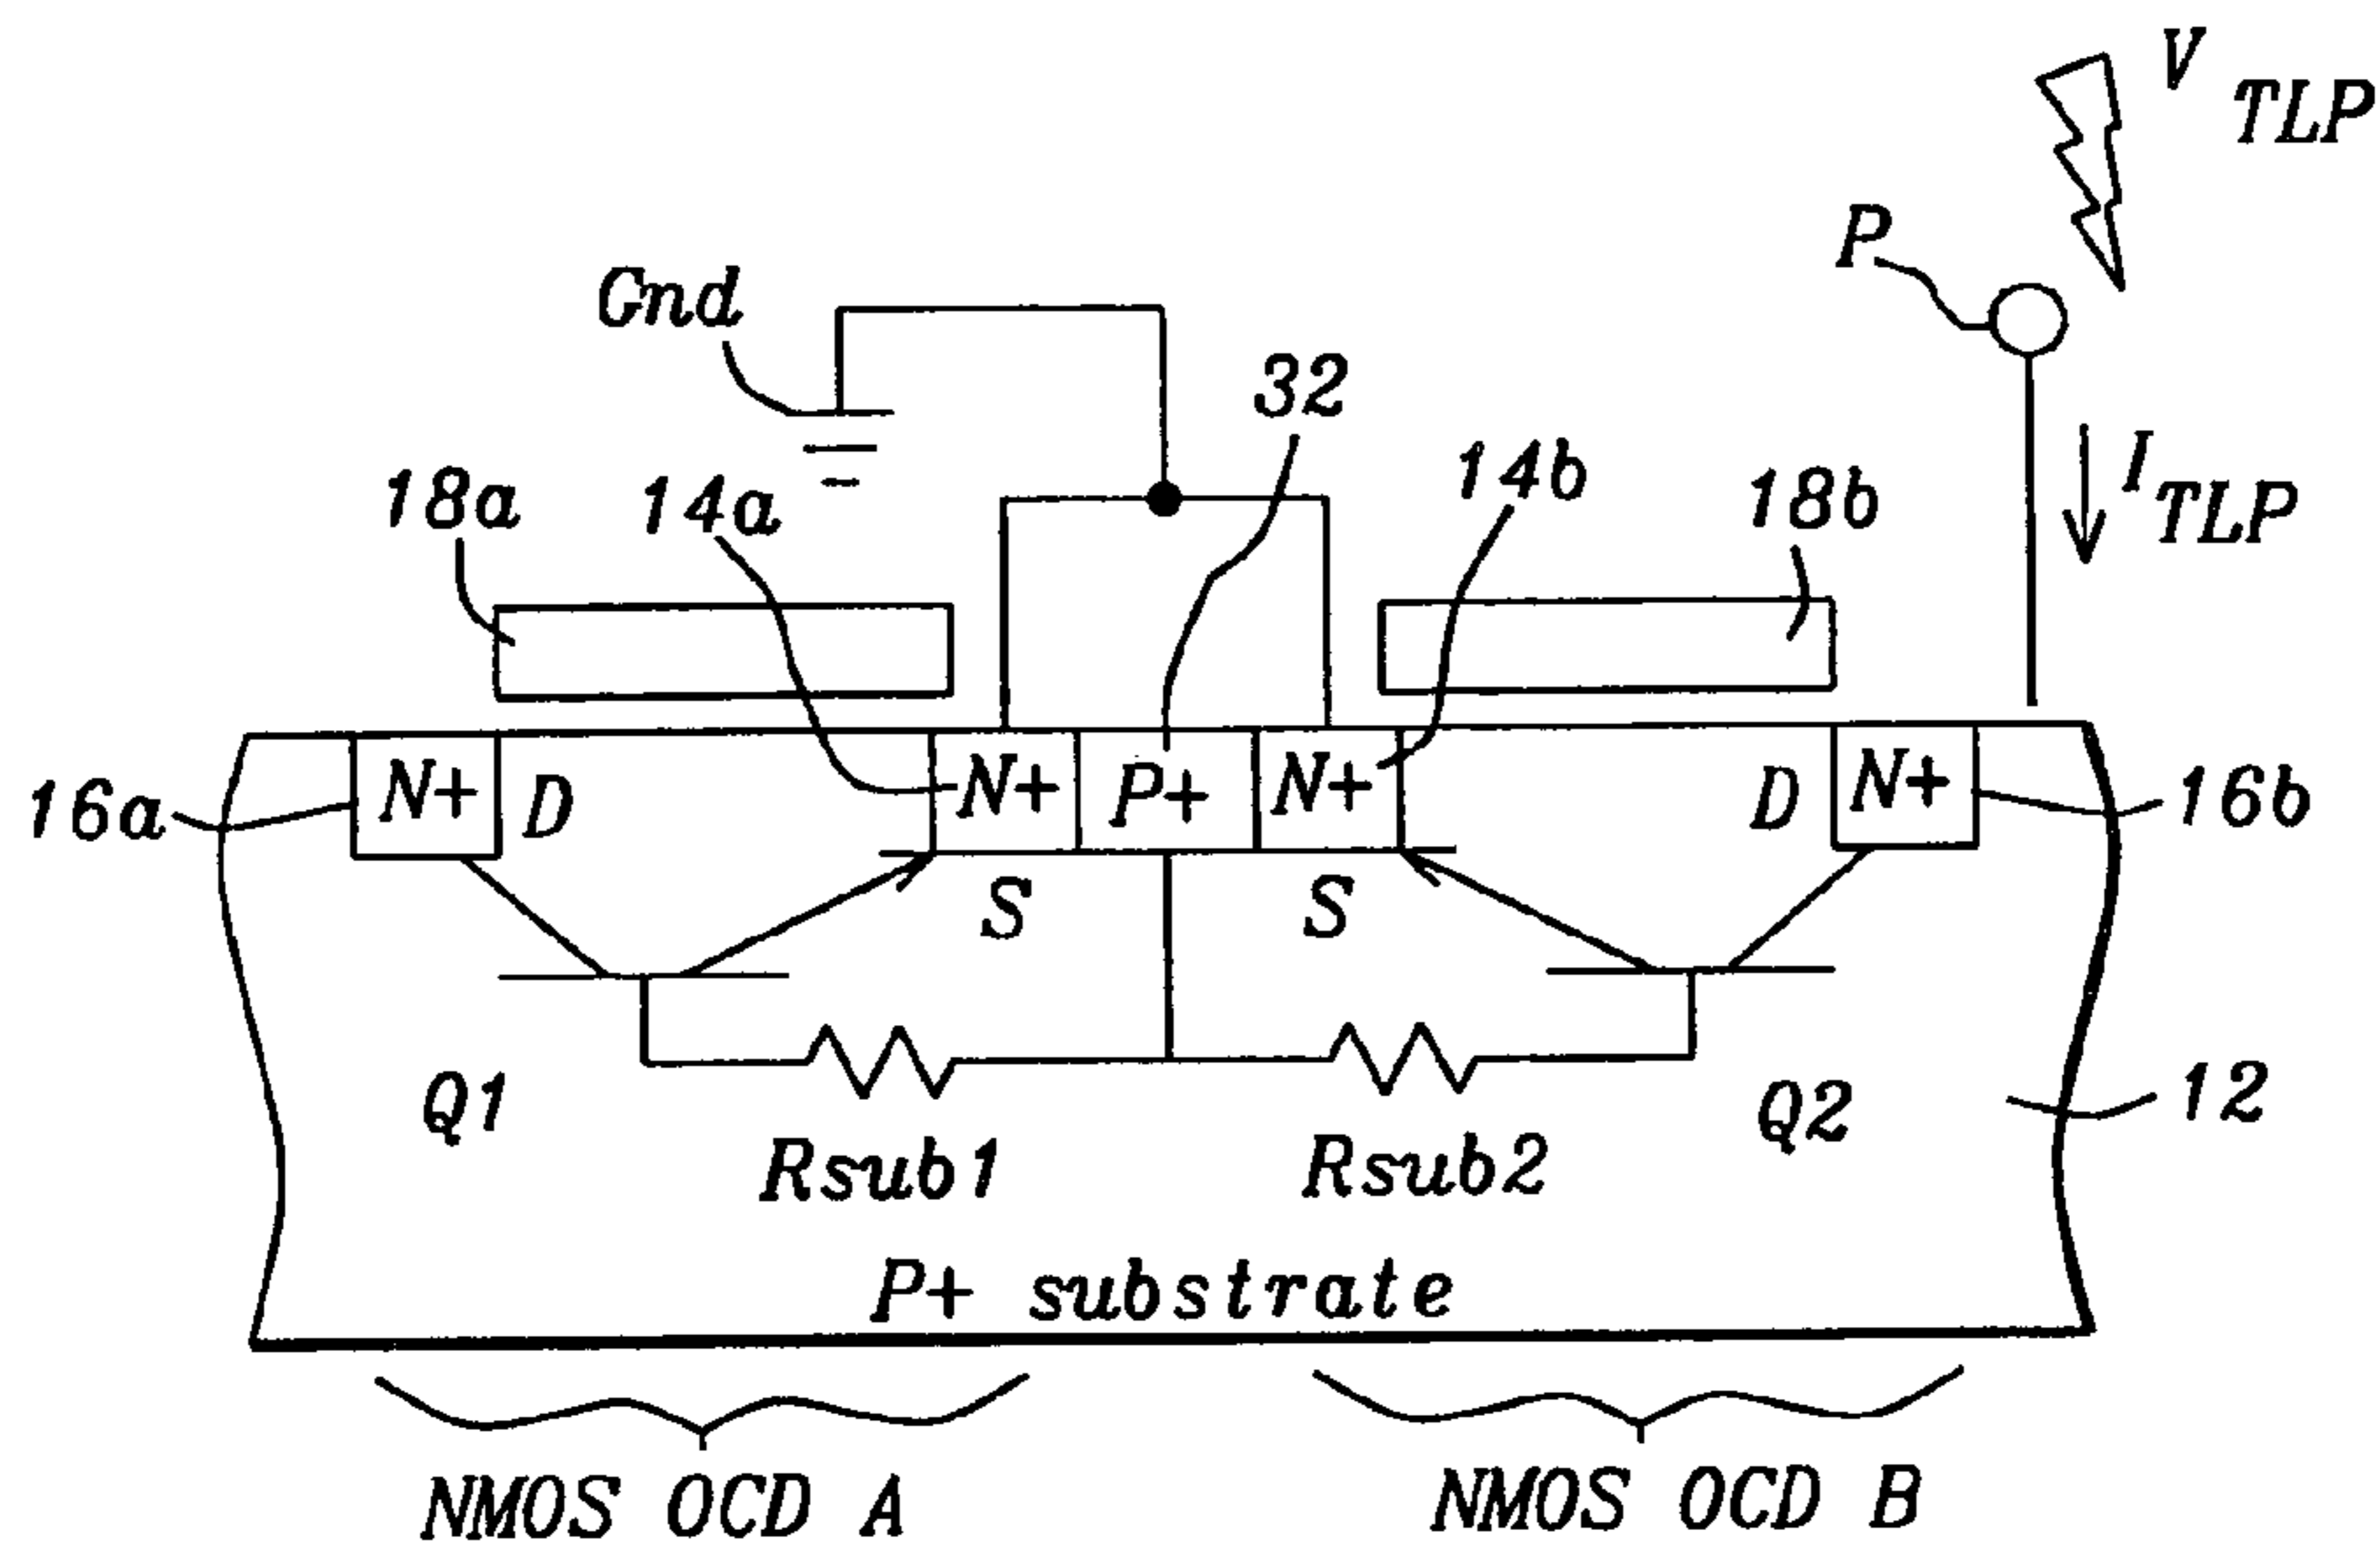 V TLP
P
Gnd
32
14b
I TLP
18a
14a
18b
N+
D
N+
P+
N+
D
N+
16a
16b
S
S
Q1
Q2
12
Rsub1
Rsub2
P+ substrate
NMOS OCD A
NMOS OCD B